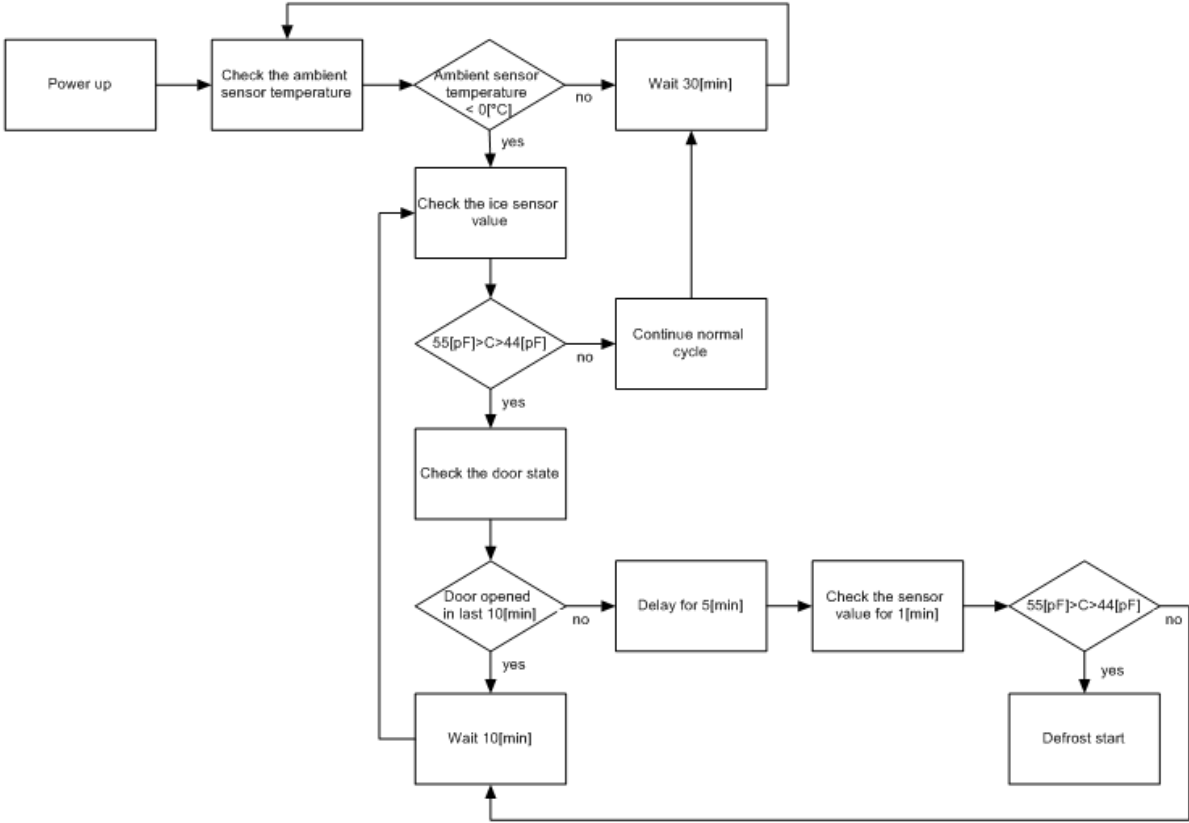 Power up
Check the ambient
sensor temperature
Ambient sensor
temperature
< 0[°C]
no
Wait 30[min]
yes
Check the ice sensor
value
55[pF]>C>44[pF]
no
Continue normal
cycle
yes
Check the door state
Door opened
in last 10[min]
no
Delay for 5[min]
Check the sensor
value for 1[min]
55[pF]>C>44[pF]
no
yes
yes
Wait 10[min]
Defrost start